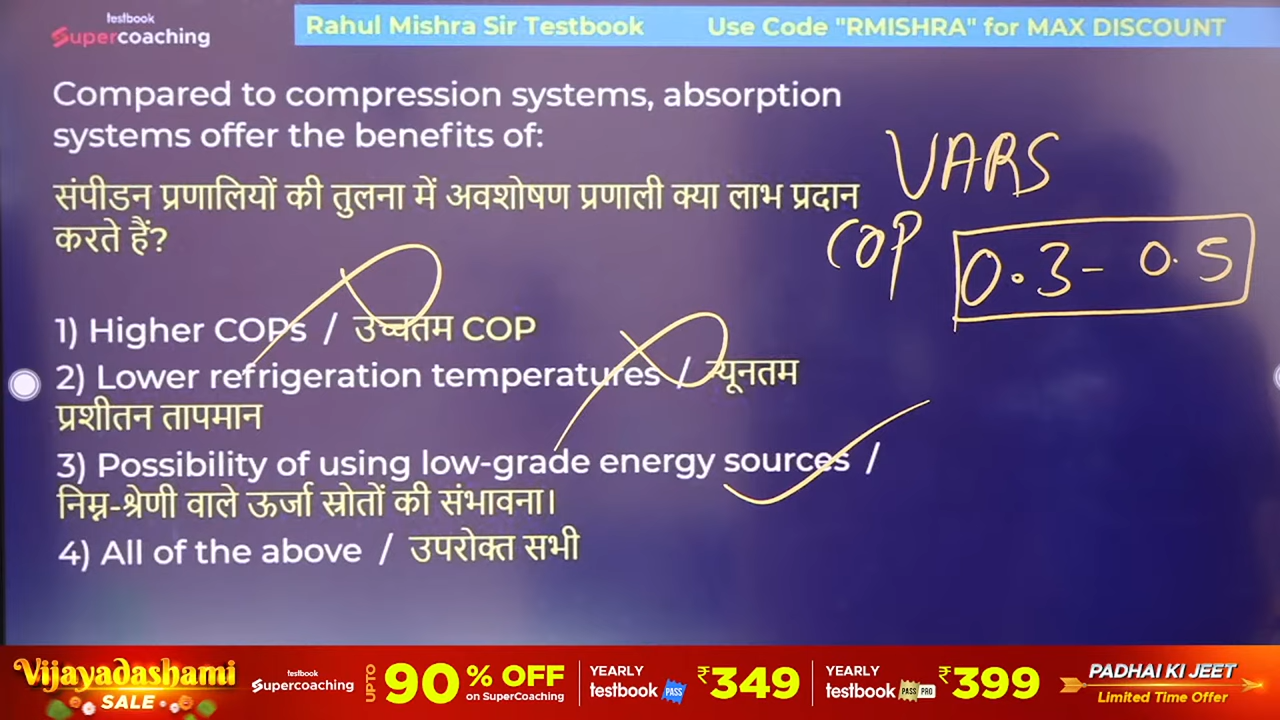 testbook
Supercoaching
Rahul Mishra Sir Testbook
Use Code "RMISHRA" for MAX DISCOUNT
Compared to compression systems, absorption
systems offer the benefits of:
संपीडन प्रणालियों की तुलना में अवशोषण प्रणाली क्या लाभ प्रदान
करते हैं?
VARS
COP 0.3 - 0.5
1) Higher COPs / उच्चतम COP
2) Lower refrigeration temperatures / न्यूनतम
प्रशीतन तापमान
3) Possibility of using low-grade energy sources /
निम्न-श्रेणी वाले ऊर्जा स्रोतों की संभावना।
4) All of the above / उपरोक्त सभी
Vijayadashami
SALE
testbook
Supercoaching
UPTO 90% OFF
on SuperCoaching
YEARLY
testbook PASS
₹349
YEARLY
testbook PASS PRO
₹399
PADHAI KI JEET
Limited Time Offer